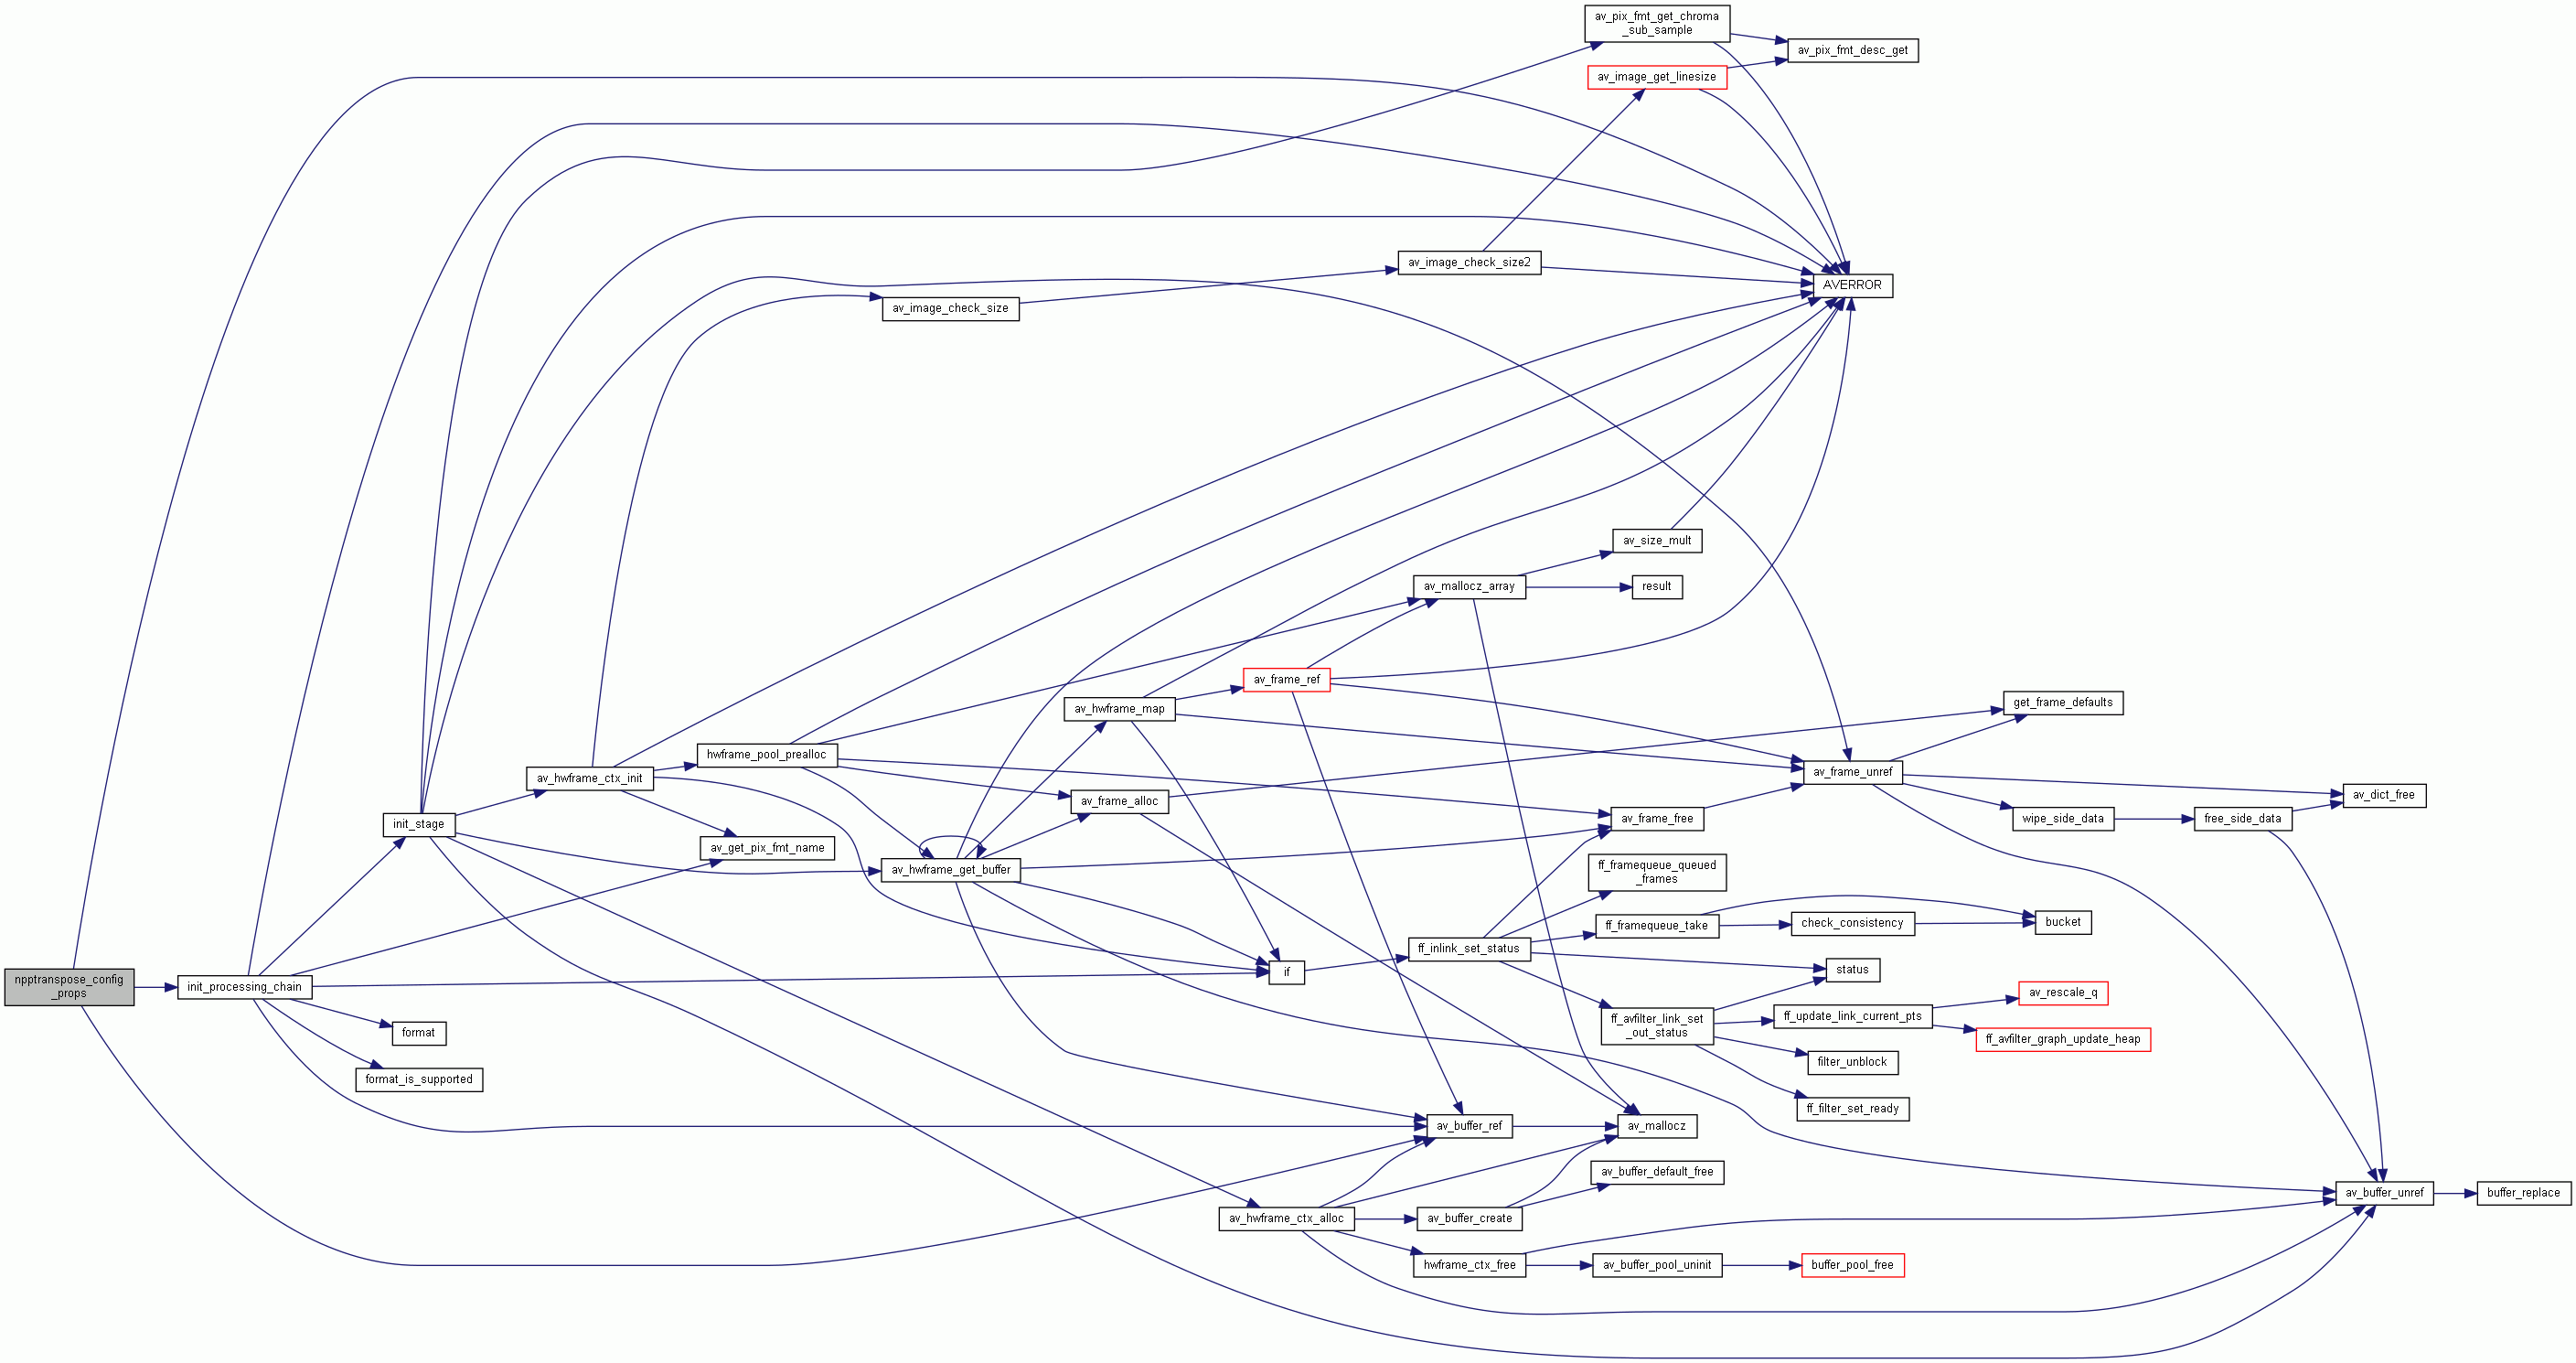 av_pix_fmt_get_chroma
_sub_sample
av_pix_fmt_desc_get
av_image_get_linesize
av_image_check_size2
AVERROR
av_image_check_size
av_size_mult
av_mallocz_array
result
av_frame_ref
av_hwframe_map
get_frame_defaults
hwframe_pool_prealloc
av_hwframe_ctx_init
av_frame_unref
av_frame_alloc
av_dict_free
init_stage
av_frame_free
wipe_side_data
free_side_data
av_get_pix_fmt_name
av_hwframe_get_buffer
ff_framequeue_queued
_frames
ff_framequeue_take
check_consistency
bucket
ff_inlink_set_status
if
status
npptranspose_config
_props
init_processing_chain
av_rescale_q
ff_avfilter_link_set
_out_status
ff_update_link_current_pts
format
ff_avfilter_graph_update_heap
filter_unblock
format_is_supported
ff_filter_set_ready
av_buffer_ref
av_mallocz
av_buffer_default_free
av_buffer_unref
buffer_replace
av_hwframe_ctx_alloc
av_buffer_create
hwframe_ctx_free
av_buffer_pool_uninit
buffer_pool_free